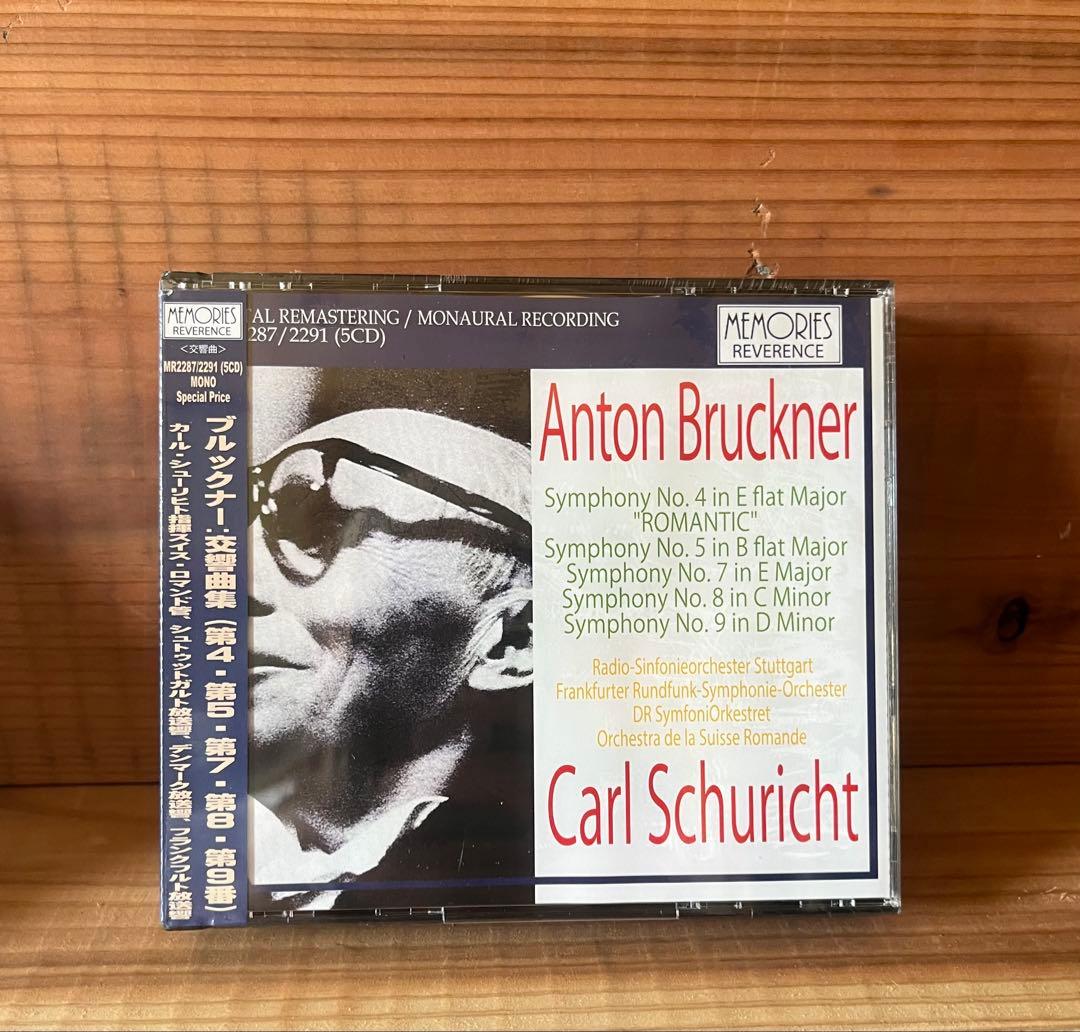 MEMORIES
REVERENCE
<交響曲>
MR2287/2291 (5CD)
MONO
Special Price
ブルックナー:交響曲集(第4・第5・第7・第8・第9番)
カール・シューリヒト指揮スイス・ロマンド管、シュトゥットガルト放送響、デンマーク放送響、フランクフルト放送響
AL REMASTERING / MONAURAL RECORDING
287/2291 (5CD)
MEMORIES
REVERENCE
Anton Bruckner
Symphony No. 4 in E flat Major
"ROMANTIC"
Symphony No. 5 in B flat Major
Symphony No. 7 in E Major
Symphony No. 8 in C Minor
Symphony No. 9 in D Minor
Radio-Sinfonieorchester Stuttgart
Frankfurter Rundfunk-Symphonie-Orchester
DR SymfoniOrkestret
Orchestra de la Suisse Romande
Carl Schuricht